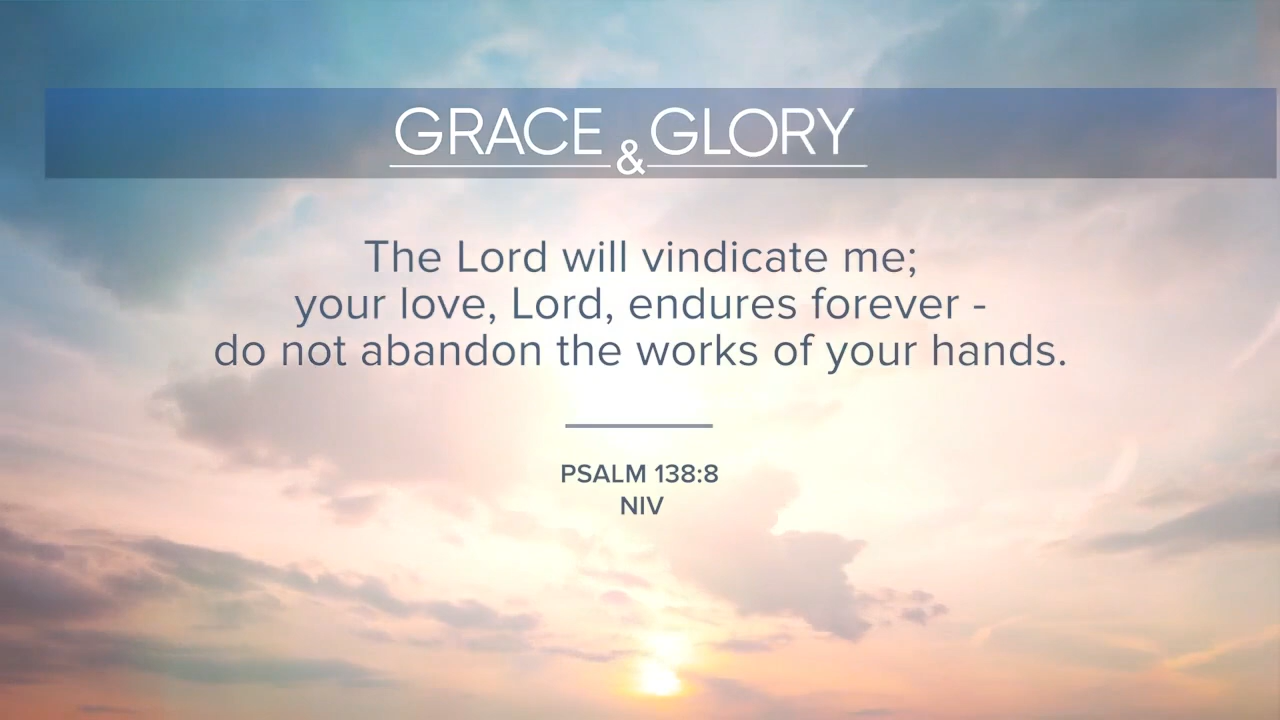 GRACE & GLORY
The Lord will vindicate me;
your love, Lord, endures forever -
do not abandon the works of your hands.
PSALM 138:8
NIV